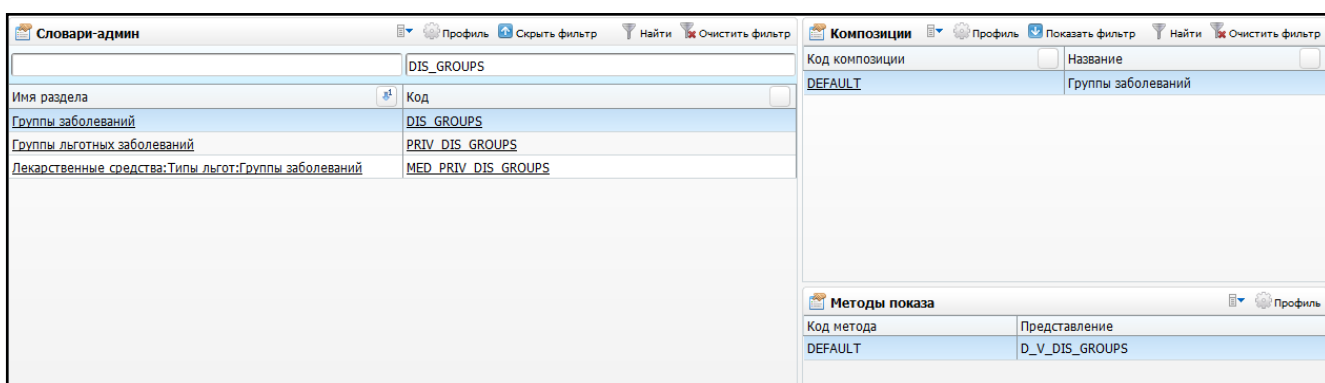 Словари-админ Профиль Скрыть фильтр Найти Очистить фильтр
DIS_GROUPS
Имя раздела 1 Код
Группы заболеваний DIS_GROUPS
Группы льготных заболеваний PRIV_DIS_GROUPS
Лекарственные средства:Типы льгот:Группы заболеваний MED_PRIV_DIS_GROUPS
Композиции Профиль Показать фильтр Найти Очистить фильтр
Код композиции Название
DEFAULT Группы заболеваний
Методы показа Профиль
Код метода Представление
DEFAULT D_V_DIS_GROUPS